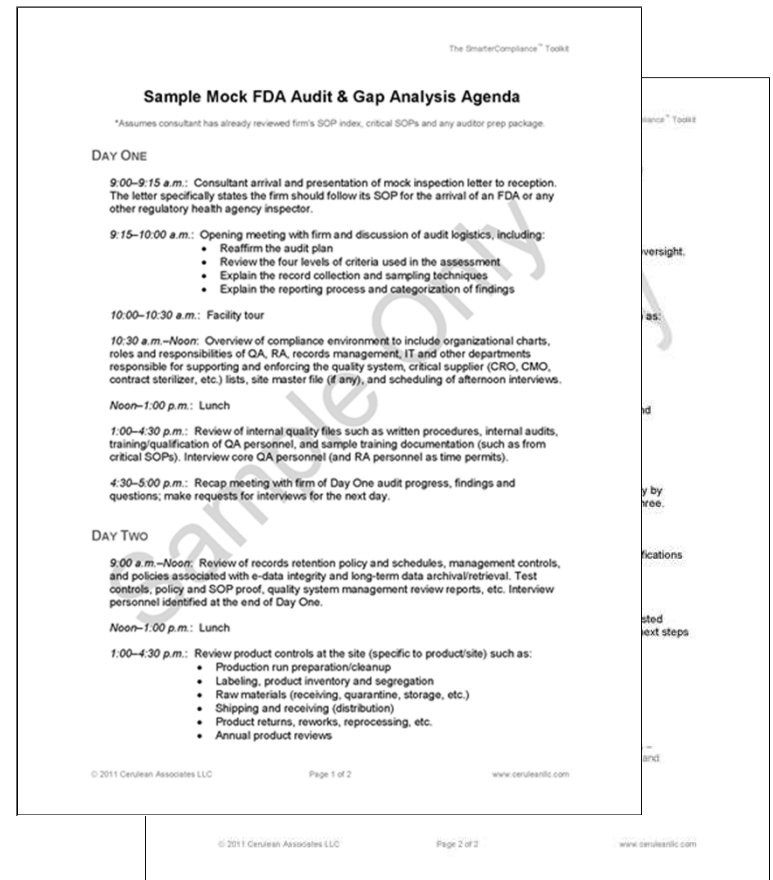 The SmarterCompliance™ Toolkit
Sample Mock FDA Audit & Gap Analysis Agenda
*Assumes consultant has already reviewed firm's SOP index, critical SOPs and any auditor prep package.
DAY ONE
9:00–9:15 a.m.: Consultant arrival and presentation of mock inspection letter to reception.
The letter specifically states the firm should follow its SOP for the arrival of an FDA or any
other regulatory health agency inspector.
9:15–10:00 a.m.: Opening meeting with firm and discussion of audit logistics, including:
• Reaffirm the audit plan
• Review the four levels of criteria used in the assessment
• Explain the record collection and sampling techniques
• Explain the reporting process and categorization of findings
10:00–10:30 a.m.: Facility tour
10:30 a.m.–Noon: Overview of compliance environment to include organizational charts,
roles and responsibilities of QA, RA, records management, IT and other departments
responsible for supporting and enforcing the quality system, critical supplier (CRO, CMO,
contract sterilizer, etc.) lists, site master file (if any), and scheduling of afternoon interviews.
Noon–1:00 p.m.: Lunch
1:00–4:30 p.m.: Review of internal quality files such as written procedures, internal audits,
training/qualification of QA personnel, and sample training documentation (such as from
critical SOPs). Interview core QA personnel (and RA personnel as time permits).
4:30–5:00 p.m.: Recap meeting with firm of Day One audit progress, findings and
questions; make requests for interviews for the next day.
DAY TWO
9:00 a.m.–Noon: Review of records retention policy and schedules, management controls,
and policies associated with e-data integrity and long-term data archival/retrieval. Test
controls, policy and SOP proof, quality system management review reports, etc. Interview
personnel identified at the end of Day One.
Noon–1:00 p.m.: Lunch
1:00–4:30 p.m.: Review product controls at the site (specific to product/site) such as:
• Production run preparation/cleanup
• Labeling, product inventory and segregation
• Raw materials (receiving, quarantine, storage, etc.)
• Shipping and receiving (distribution)
• Product returns, reworks, reprocessing, etc.
• Annual product reviews
© 2011 Cerulean Associates LLC Page 1 of 2 www.ceruleanllc.com
Sample Only
Toolkit
as:
by
next steps
and
© 2011 Cerulean Associates LLC Page 2 of 2 www.ceruleanllc.com